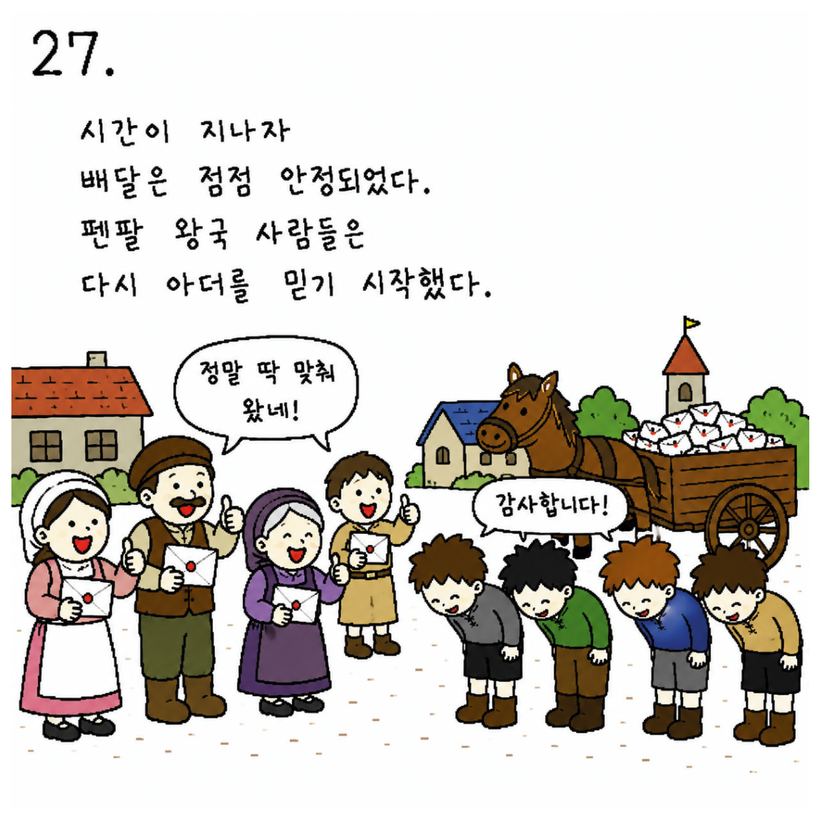 27.
시간이 지나자
배달은 점점 안정되었다.
펜팔 왕국 사람들은
다시 아더를 믿기 시작했다.
정말 딱 맞춰
왔네!
감사합니다!